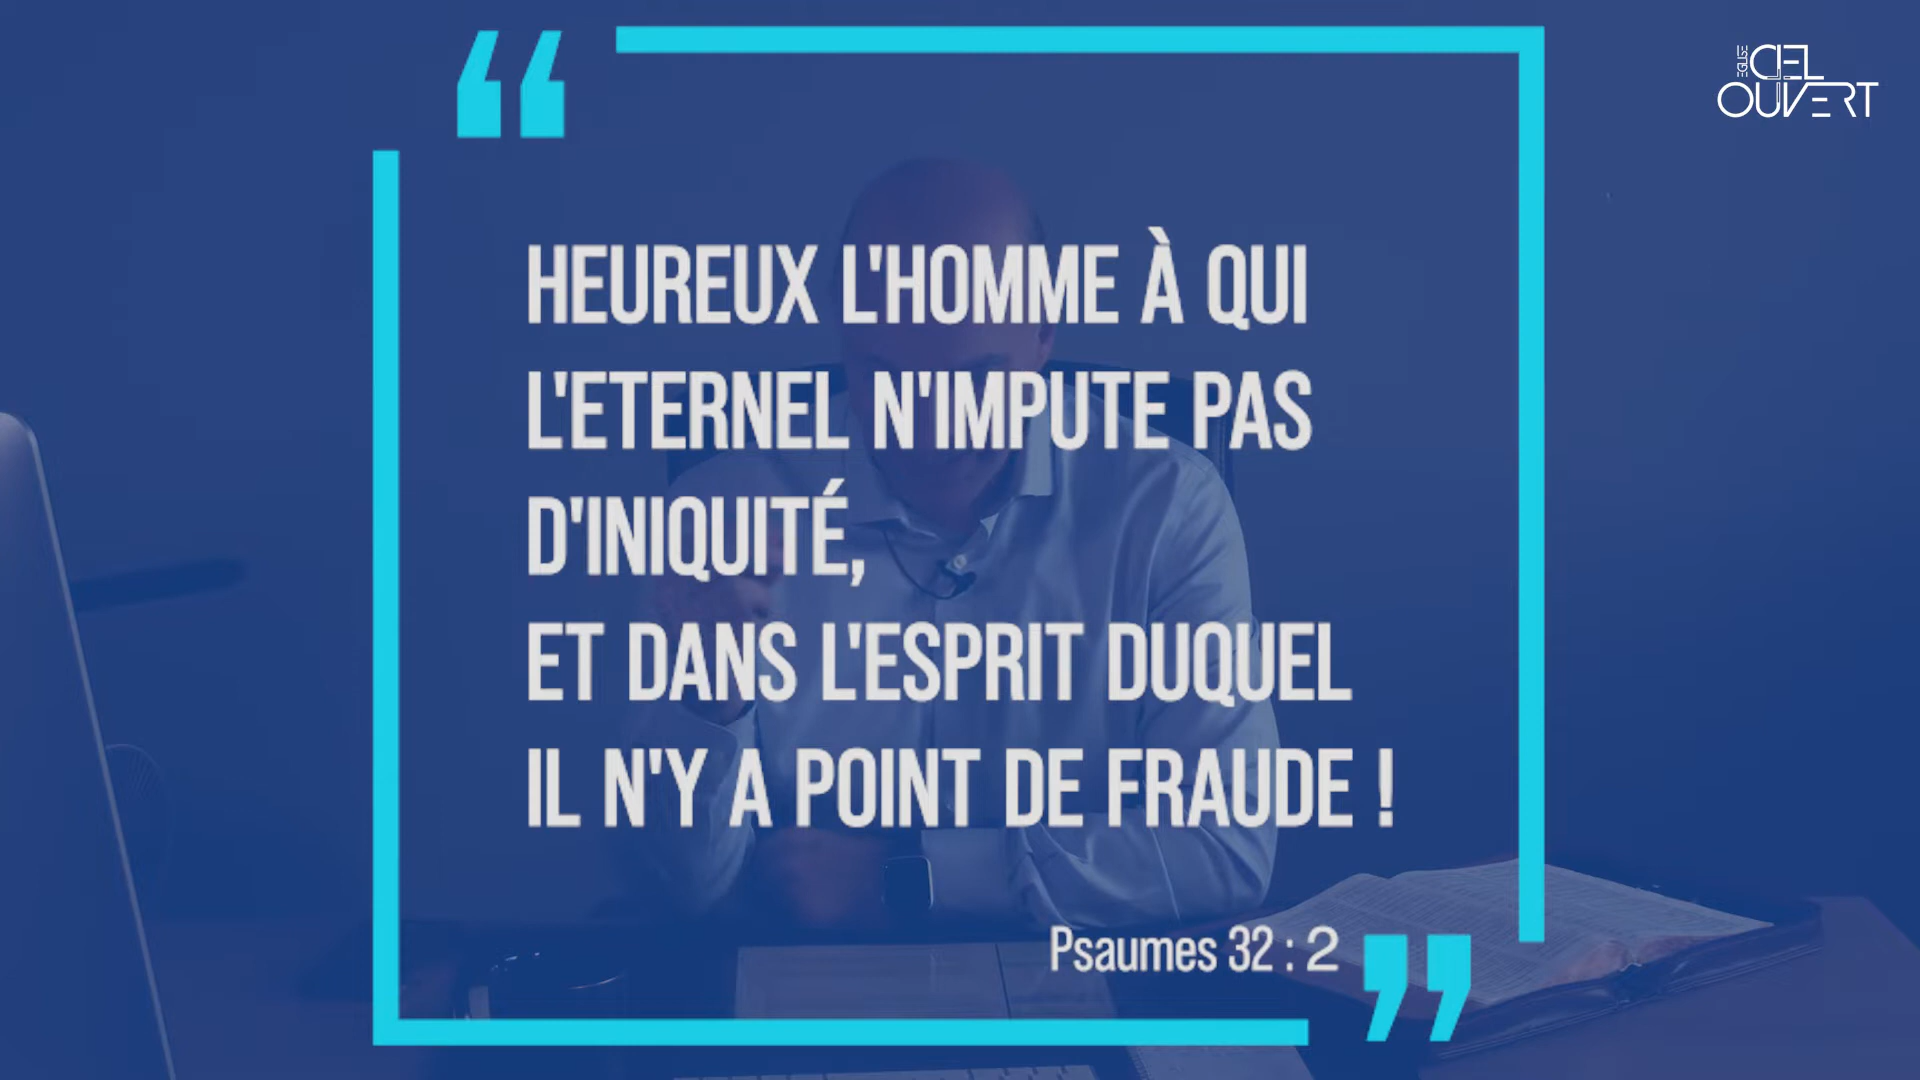 ÉGLISE
CIEL
OUVERT
HEUREUX L'HOMME À QUI
L'ETERNEL N'IMPUTE PAS
D'INIQUITÉ,
ET DANS L'ESPRIT DUQUEL
IL N'Y A POINT DE FRAUDE !
Psaumes 32 : 2